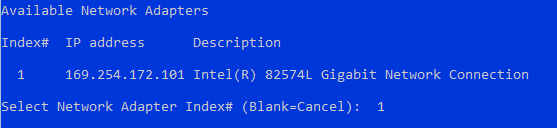 Available Network Adapters
Index#  IP address      Description
1     169.254.172.101 Intel(R) 82574L Gigabit Network Connection
Select Network Adapter Index# (Blank=Cancel):  1